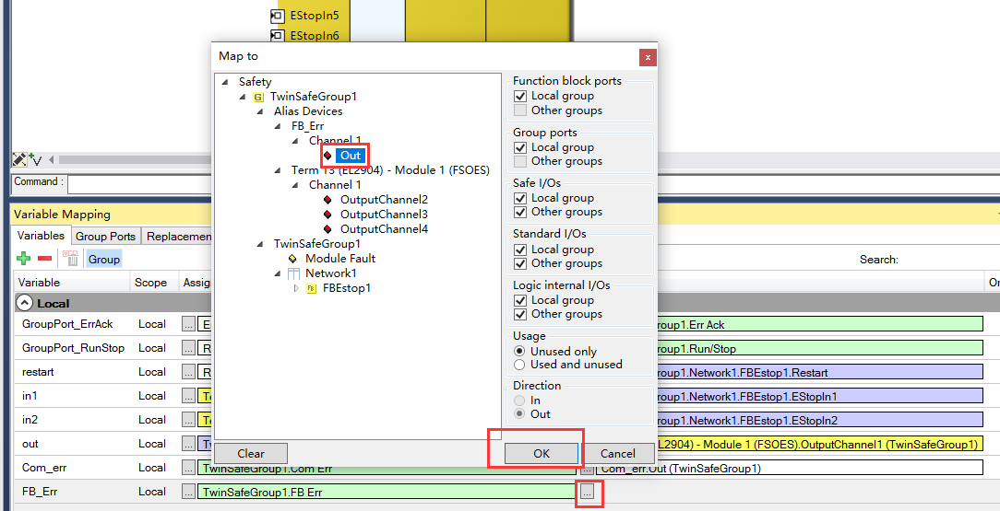 EStopIn5
EStopIn6
Map to
Safety
TwinSafeGroup1
Alias Devices
FB_Err
Channel 1
Out
Term 13 (EL2904) - Module 1 (FSOES)
Channel 1
OutputChannel2
OutputChannel3
OutputChannel4
TwinSafeGroup1
Module Fault
Network1
FBEstop1
Function block ports
Local group
Other groups
Group ports
Local group
Other groups
Safe I/Os
Local group
Other groups
Standard I/Os
Local group
Other groups
Logic internal I/Os
Local group
Other groups
Usage
Unused only
Used and unused
Direction
In
Out
Clear
OK
Cancel
Command :
Variable Mapping
Variables Group Ports Replacemen
Group
Search:
Variable Scope Assig
Local
GroupPort_ErrAck Local ... E roup1.Err Ack
GroupPort_RunStop Local ... R roup1.Run/Stop
restart Local ... R roup1.Network1.FBEstop1.Restart
in1 Local ... Te roup1.Network1.FBEstop1.EStopIn1
in2 Local ... Te roup1.Network1.FBEstop1.EStopIn2
out Local ... Tw L2904) - Module 1 (FSOES).OutputChannel1 (TwinSafeGroup1)
Com_err Local ... TwinSafeGroup1.Com Err ... Com_err.Out (TwinSafeGroup1)
FB_Err Local ... TwinSafeGroup1.FB Err ...